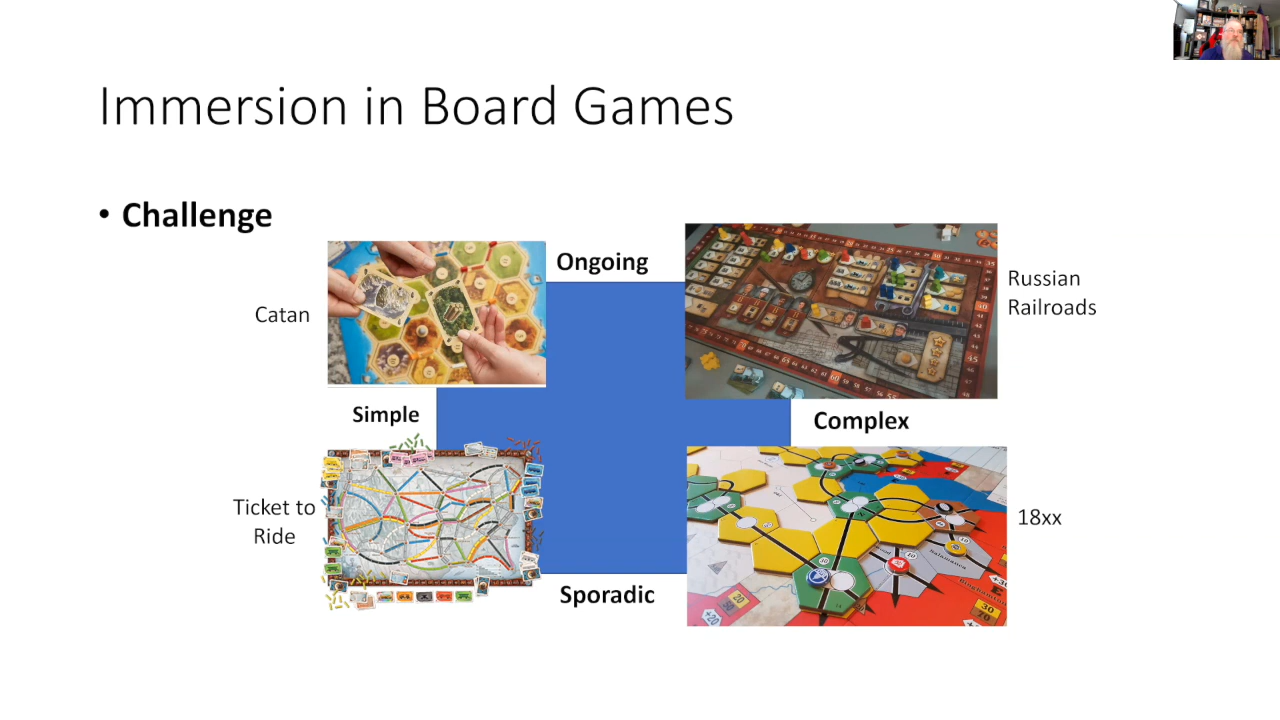 Immersion in Board Games
• Challenge
Ongoing
Catan
Russian
Railroads
Simple
Complex
Ticket to
Ride
18xx
Sporadic